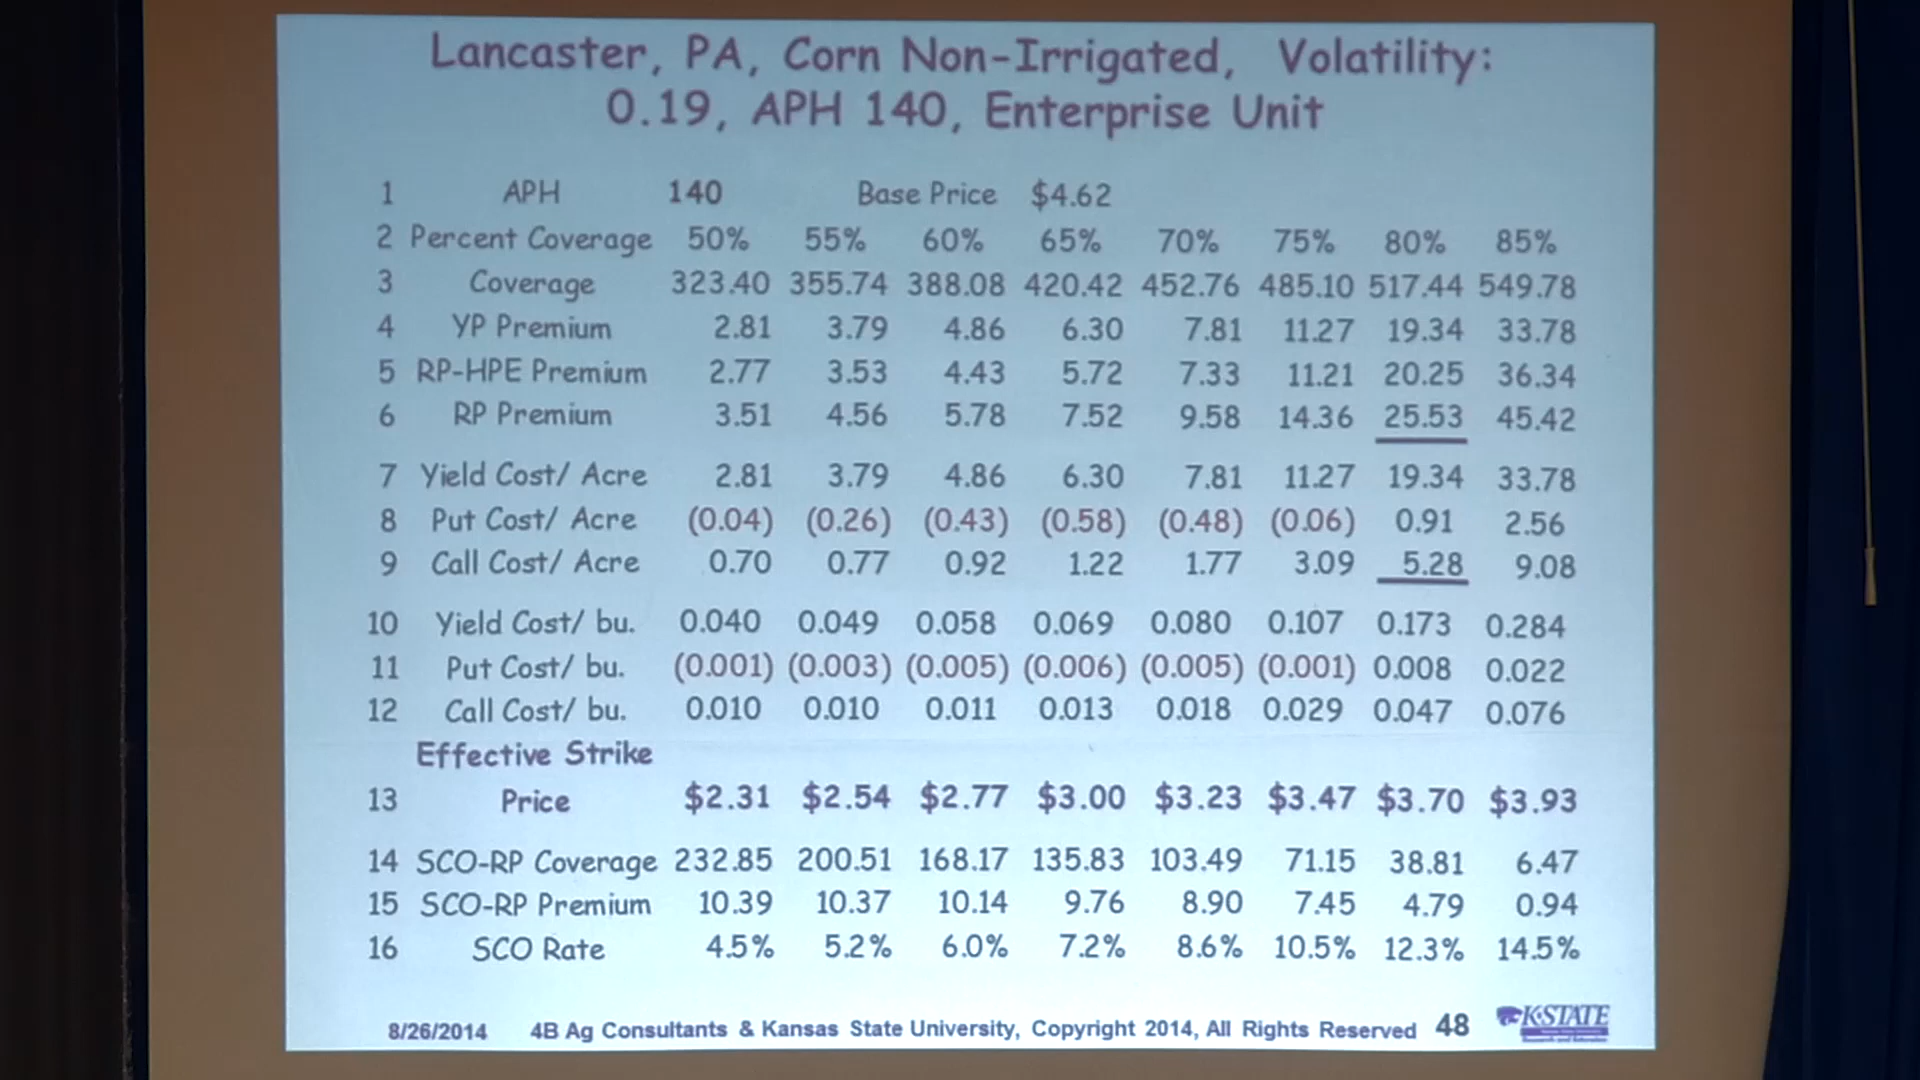 Lancaster, PA, Corn Non-Irrigated, Volatility:
0.19, APH 140, Enterprise Unit
1 APH 140 Base Price $4.62
2 Percent Coverage 50% 55% 60% 65% 70% 75% 80% 85%
3 Coverage 323.40 355.74 388.08 420.42 452.76 485.10 517.44 549.78
4 YP Premium 2.81 3.79 4.86 6.30 7.81 11.27 19.34 33.78
5 RP-HPE Premium 2.77 3.53 4.43 5.72 7.33 11.21 20.25 36.34
6 RP Premium 3.51 4.56 5.78 7.52 9.58 14.36 25.53 45.42
7 Yield Cost/ Acre 2.81 3.79 4.86 6.30 7.81 11.27 19.34 33.78
8 Put Cost/ Acre (0.04) (0.26) (0.43) (0.58) (0.48) (0.06) 0.91 2.56
9 Call Cost/ Acre 0.70 0.77 0.92 1.22 1.77 3.09 5.28 9.08
10 Yield Cost/ bu. 0.040 0.049 0.058 0.069 0.080 0.107 0.173 0.284
11 Put Cost/ bu. (0.001) (0.003) (0.005) (0.006) (0.005) (0.001) 0.008 0.022
12 Call Cost/ bu. 0.010 0.010 0.011 0.013 0.018 0.029 0.047 0.076
Effective Strike
13 Price $2.31 $2.54 $2.77 $3.00 $3.23 $3.47 $3.70 $3.93
14 SCO-RP Coverage 232.85 200.51 168.17 135.83 103.49 71.15 38.81 6.47
15 SCO-RP Premium 10.39 10.37 10.14 9.76 8.90 7.45 4.79 0.94
16 SCO Rate 4.5% 5.2% 6.0% 7.2% 8.6% 10.5% 12.3% 14.5%
8/26/2014 4B Ag Consultants & Kansas State University, Copyright 2014, All Rights Reserved 48 K-STATE